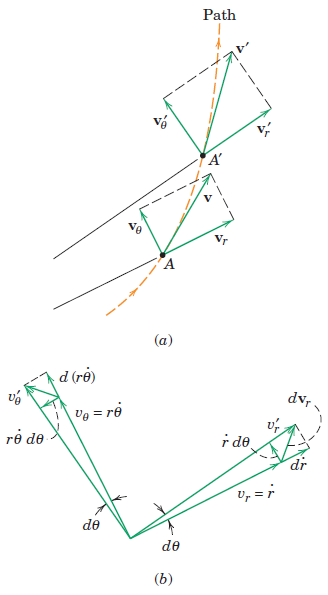 Path
v′
v′θ
v′r
A′
v
vθ
vr
A
(a)
d (rθ̇)
v′θ
vθ = rθ̇
rθ̇ dθ
dvr
v′r
ṙ dθ
dṙ
vr = ṙ
dθ
dθ
(b)